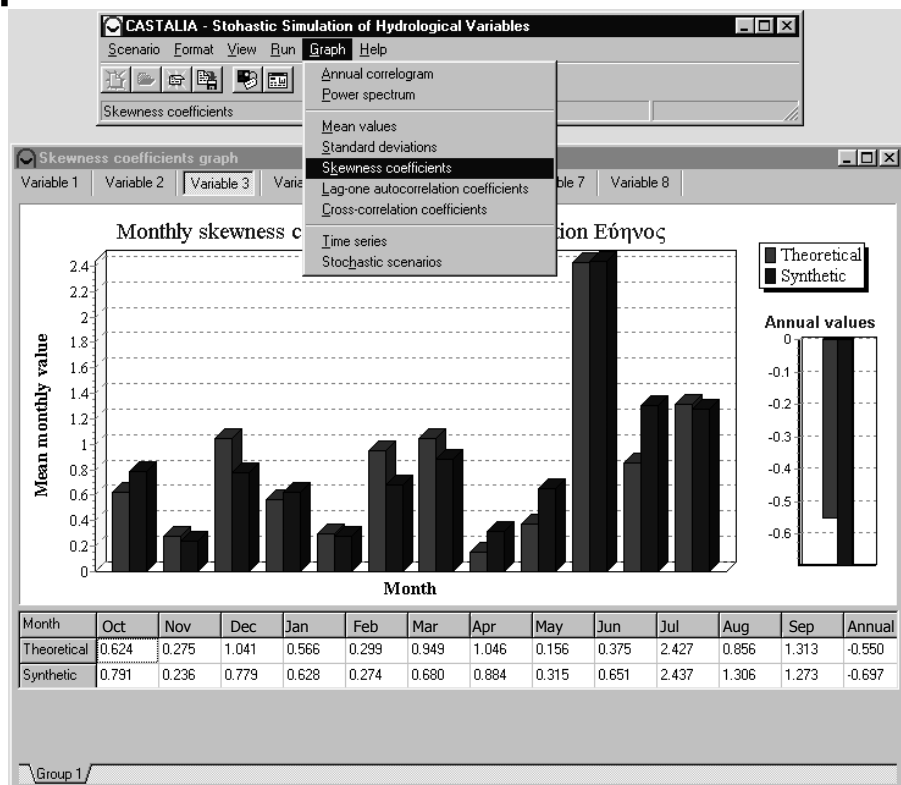 CASTALIA - Stohastic Simulation of Hydrological Variables
Scenario Format View Run Graph Help
Skewness coefficients
Annual correlogram
Power spectrum
Mean values
Standard deviations
Skewness coefficients
Lag-one autocorrelation coefficients
Cross-correlation coefficients
Time series
Stochastic scenarios
Skewness coefficients graph
Variable 1 Variable 2 Variable 3 Varia ble 7 Variable 8
Monthly skewness c ion Εύηνος
Theoretical
Synthetic
Mean monthly value
2.4
2.2
2
1.8
1.6
1.4
1.2
1
0.8
0.6
0.4
0.2
0
Month
Annual values
0
-0.1
-0.2
-0.3
-0.4
-0.5
-0.6
Month Oct Nov Dec Jan Feb Mar Apr May Jun Jul Aug Sep Annual
Theoretical 0.624 0.275 1.041 0.566 0.299 0.949 1.046 0.156 0.375 2.427 0.856 1.313 -0.550
Synthetic 0.791 0.236 0.779 0.628 0.274 0.680 0.884 0.315 0.651 2.437 1.306 1.273 -0.697
Group 1